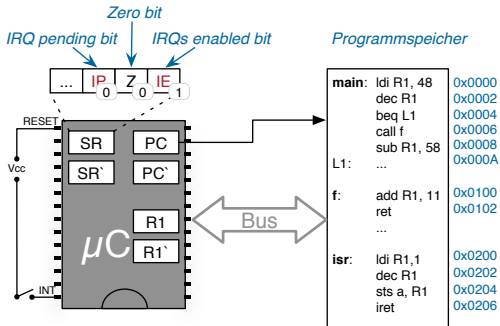 Zero bit
IRQ pending bit
IRQs enabled bit
Programmspeicher
... IP Z IE
0 0 1
RESET
SR PC
SR` PC`
Vcc
R1
µC
R1`
Bus
INT
main: ldi R1, 48 0x0000
dec R1 0x0002
beq L1 0x0004
call f 0x0006
sub R1, 58 0x0008
L1: ... 0x000A
f: add R1, 11 0x0100
ret 0x0102
...
isr: ldi R1,1 0x0200
dec R1 0x0202
sts a, R1 0x0204
iret 0x0206